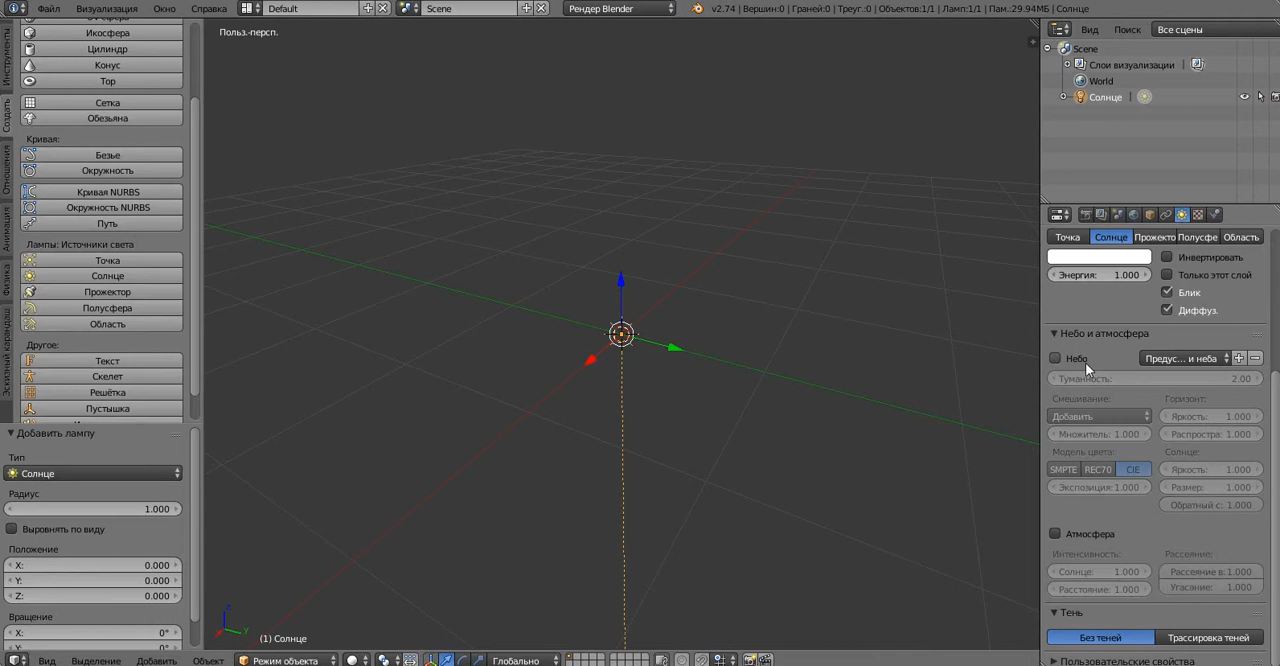 Файл Визуализация Окно Справка Default Scene Рендер Blender v2.74 | Вершин:0 | Граней:0 | Треуг.:0 | Объектов:1/1 | Ламп:1/1 | Пам.:29.94МБ | Солнце
Инструменты
Создать
Отношения
Анимация
Физика
Эскизный карандаш
Икосфера
Цилиндр
Конус
Тор
Сетка
Обезьяна
Кривая:
Безье
Окружность
Кривая NURBS
Окружность NURBS
Путь
Лампы: Источники света
Точка
Солнце
Прожектор
Полусфера
Область
Другое:
Текст
Скелет
Решётка
Пустышка
Добавить лампу
Тип
Солнце
Радиус
1.000
Выровнять по виду
Положение
X: 0.000
Y: 0.000
Z: 0.000
Вращение
X: 0°
Польз.-персп.
z
y
(1) Солнце
Вид Выделение Добавить Объект Режим объекта Глобально
Вид Поиск Все сцены
Scene
Слои визуализации
World
Солнце
Точка Солнце Прожекто Полусфе Область
Инвертировать
Энергия: 1.000 Только этот слой
Блик
Диффуз.
Небо и атмосфера
Небо Предус... и неба
Туманность: 2.00
Смешивание: Горизонт:
Добавить Яркость: 1.000
Множитель: 1.000 Распростра: 1.000
Модель цвета: Солнце:
SMPTE REC70 CIE Яркость: 1.000
Экспозиция: 1.000 Размер: 1.000
Обратный с: 1.000
Атмосфера
Интенсивность: Рассеяние:
Солнце: 1.000 Рассеяние в: 1.000
Расстояние: 1.000 Угасание: 1.000
Тень
Без теней Трассировка теней
Пользовательские свойства